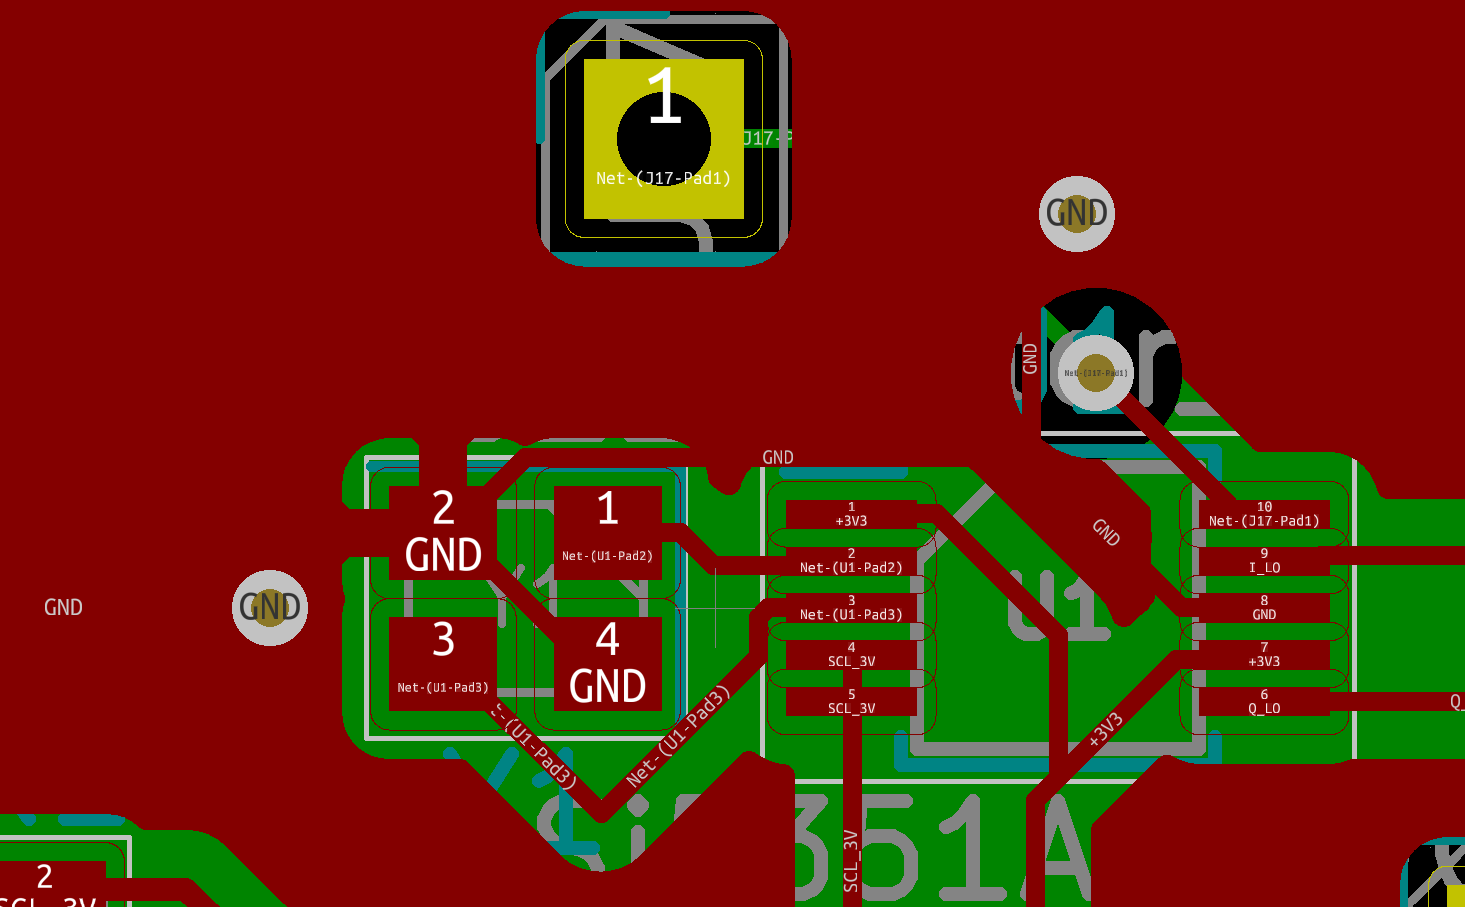 1
J17-P
Net-(J17-Pad1)
GND
GND
Net-(J17-Pad1)
GND
2
GND
1
Net-(U1-Pad2)
3
Net-(U1-Pad3)
4
GND
GND
GND
1
+3V3
2
Net-(U1-Pad2)
3
Net-(U1-Pad3)
4
SCL_3V
5
SCL_3V
U1
GND
10
Net-(J17-Pad1)
9
I_LO
8
GND
7
+3V3
6
Q_LO
Q_
(U1-Pad3)
Net-(U1-Pad3)
+3V3
SCL_3V
351A
2
SCL_3V